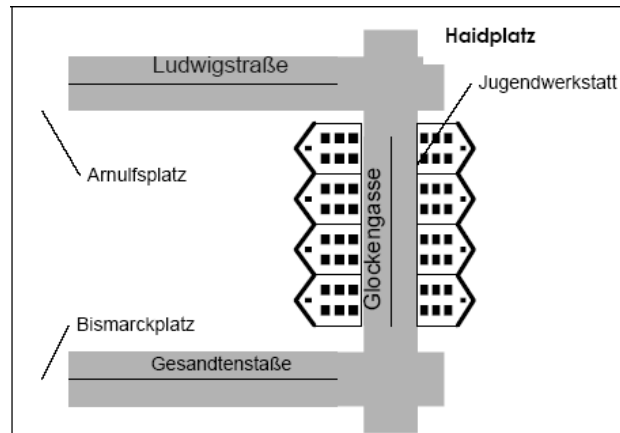 Haidplatz
Ludwigstraße
Jugendwerkstatt
Arnulfsplatz
Glockengasse
Bismarckplatz
Gesandtenstaße